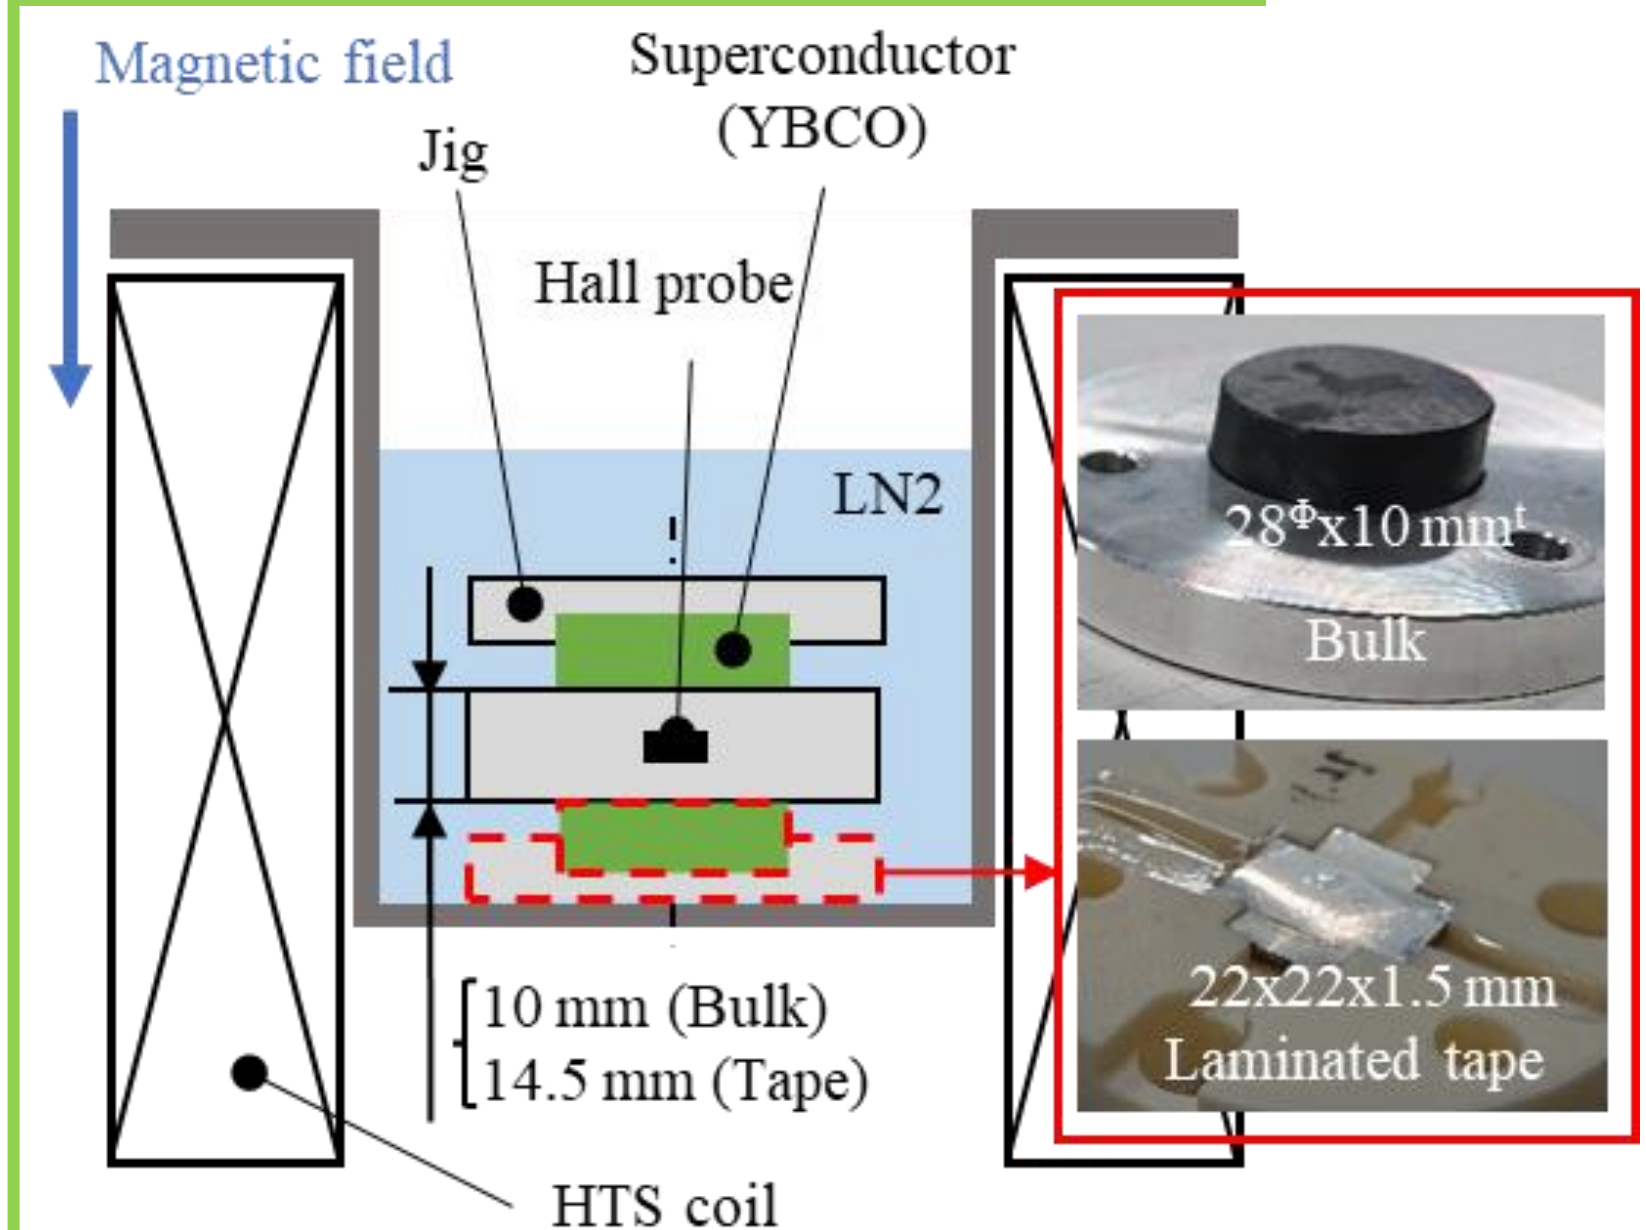 Magnetic field
Superconductor
(YBCO)
Jig
Hall probe
LN2
28ᶲx10 mmᵗ
Bulk
22x22x1.5 mm
Laminated tape
10 mm (Bulk)
14.5 mm (Tape)
HTS coil